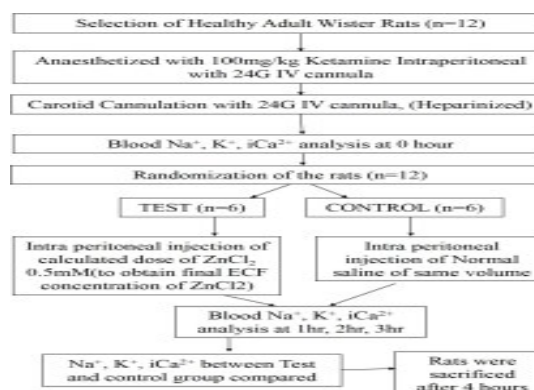 Selection of Healthy Adult Wister Rats (n=12)
Anaesthetized with 100mg/kg Ketamine Intraperitoneal
with 24G IV cannula
Carotid Cannulation with 24G IV cannula, (Heparinized)
Blood Na⁺, K⁺, iCa²⁺ analysis at 0 hour
Randomization of the rats (n=12)
TEST (n=6)
CONTROL (n=6)
Intra peritoneal injection of
calculated dose of ZnCl₂
0.5mM(to obtain final ECF
concentration of ZnCl2)
Intra peritoneal
injection of Normal
saline of same volume
Blood Na⁺, K⁺, iCa²⁺
analysis at 1hr, 2hr, 3hr
Na⁺, K⁺, iCa²⁺ between Test
and control group compared
Rats were
sacrificed
after 4 hours